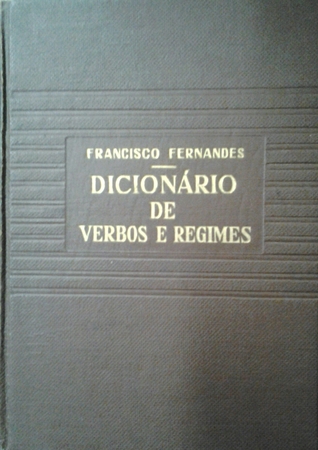 FRANCISCO FERNANDES
DICIONÁRIO
DE
VERBOS E REGIMES